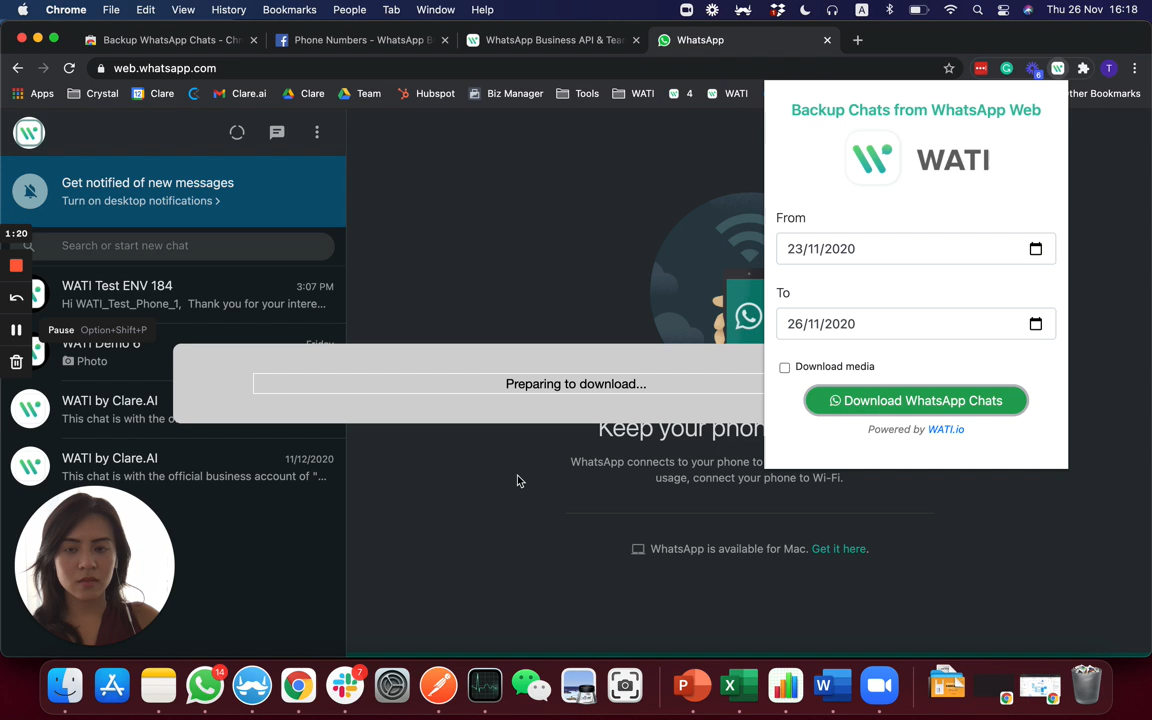 Chrome File Edit View History Bookmarks People Tab Window Help A Thu 26 Nov 16:18
Backup WhatsApp Chats - Chr
Phone Numbers - WhatsApp B
WhatsApp Business API & Tea
WhatsApp
web.whatsapp.com
6
T
Apps Crystal 12 Clare Clare.ai Clare Team Hubspot Biz Manager Tools WATI 4 WATI ther Bookmarks
Backup Chats from WhatsApp Web
WATI
Get notified of new messages
Turn on desktop notifications >
From
1:20
23/11/2020
Search or start new chat
To
WATI Test ENV 184 3:07 PM
Hi WATI_Test_Phone_1, Thank you for your intere...
26/11/2020
Pause Option+Shift+P
WATI Demo 6 Friday
Photo
Download media
Preparing to download...
WATI by Clare.AI
Download WhatsApp Chats
This chat is with the o
Keep your phon
Powered by WATI.io
WATI by Clare.AI 11/12/2020
WhatsApp connects to your phone to
This chat is with the official business account of "...
usage, connect your phone to Wi-Fi.
WhatsApp is available for Mac. Get it here.
14
7
P
X
W